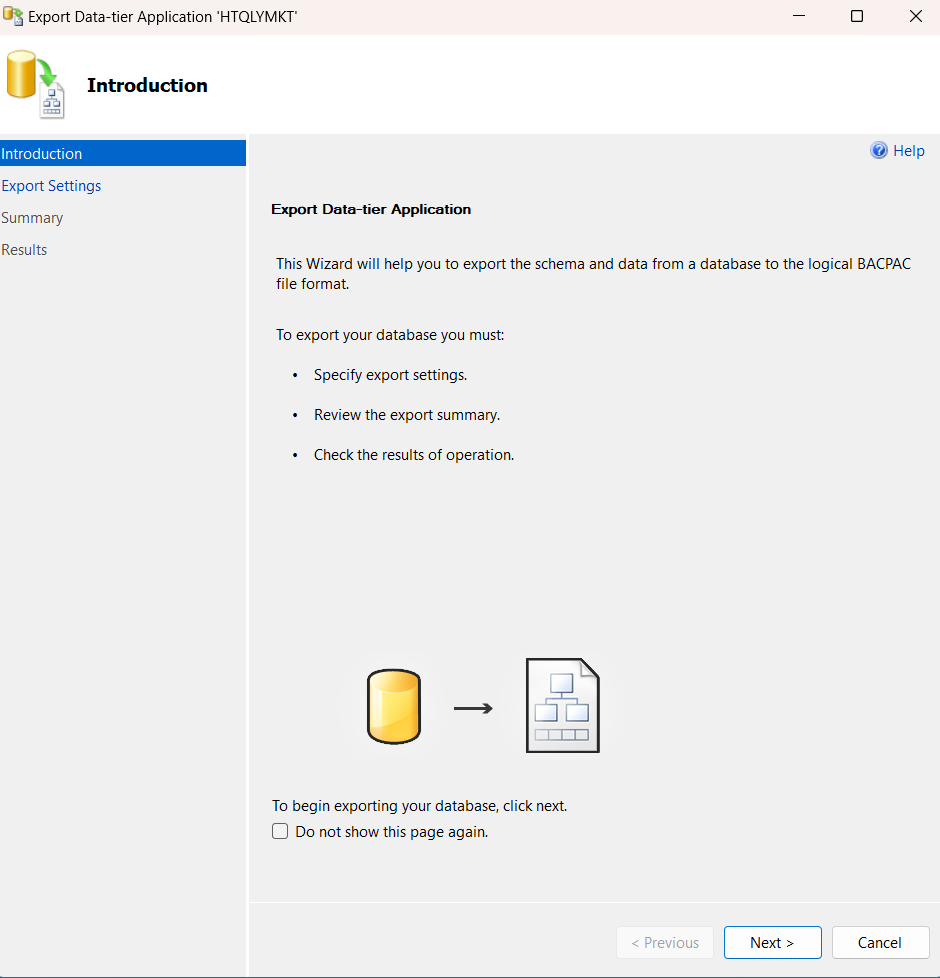 Export Data-tier Application 'HTQLYMKT'
Introduction
Introduction
Export Settings
Summary
Results
Help
Export Data-tier Application
This Wizard will help you to export the schema and data from a database to the logical BACPAC
file format.
To export your database you must:
• Specify export settings.
• Review the export summary.
• Check the results of operation.
To begin exporting your database, click next.
Do not show this page again.
< Previous
Next >
Cancel